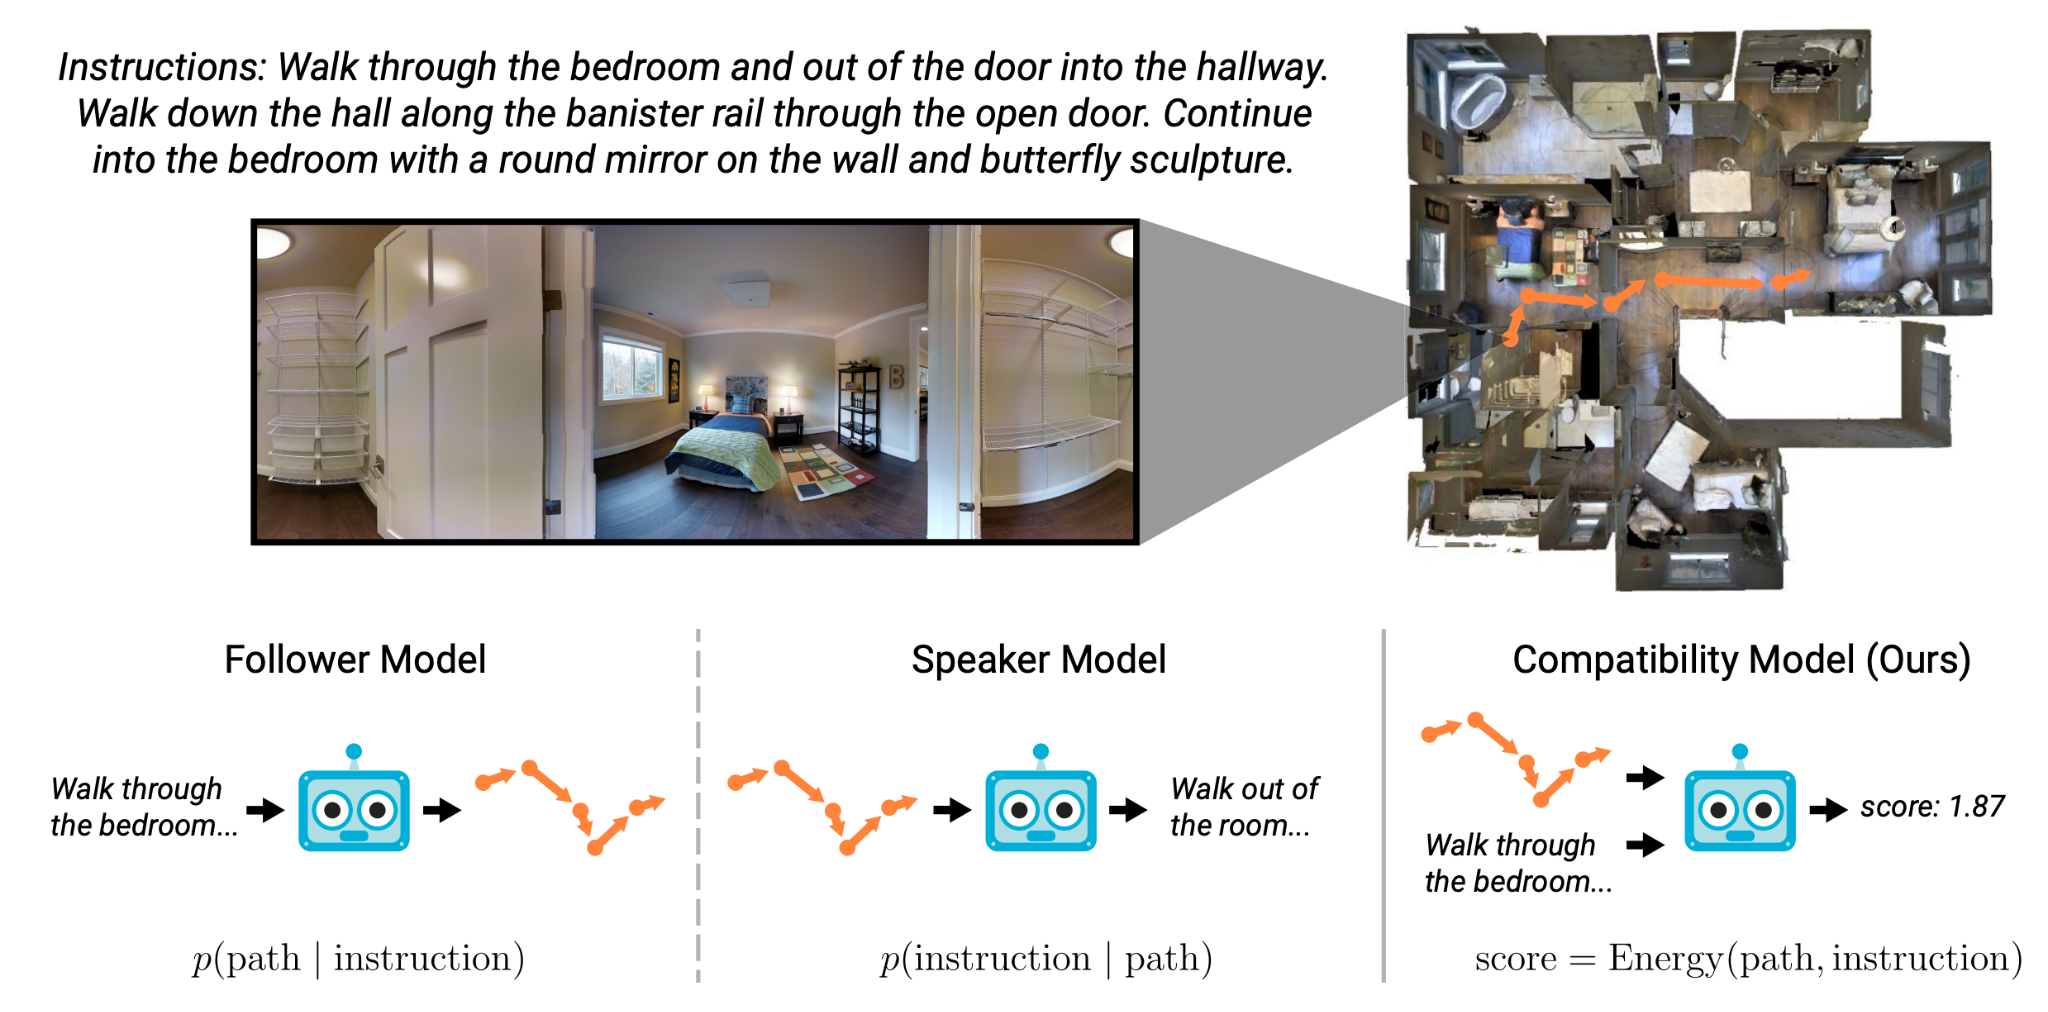 Instructions: Walk through the bedroom and out of the door into the hallway.
Walk down the hall along the banister rail through the open door. Continue
into the bedroom with a round mirror on the wall and butterfly sculpture.
B
Follower Model
Walk through
the bedroom...
p(path | instruction)
Speaker Model
Walk out of
the room...
p(instruction | path)
Compatibility Model (Ours)
Walk through
the bedroom...
score: 1.87
score = Energy(path, instruction)